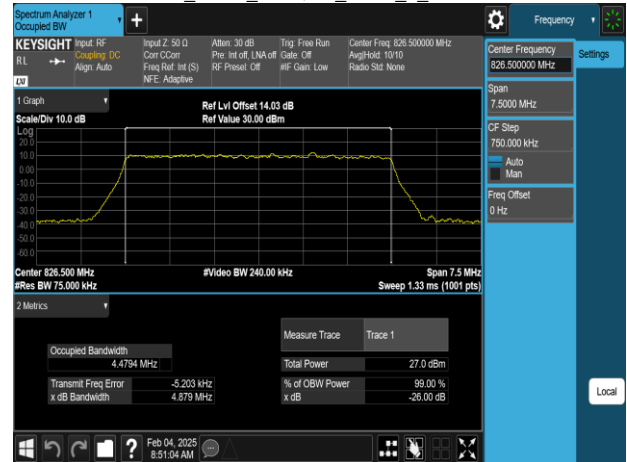 Spectrum Analyzer 1
Occupied BW
Frequency
KEYSIGHT
R L
LXI
Input: RF
Coupling: DC
Align: Auto
Input Z: 50 Ω
Corr CCorr
Freq Ref: Int (S)
NFE: Adaptive
Atten: 30 dB
Pre: Int off, LNA off
RF Presel: Off
Trig: Free Run
Gate: Off
#IF Gain: Low
Center Freq: 826.500000 MHz
Avg|Hold: 10/10
Radio Std: None
Center Frequency
826.500000 MHz
Settings
Span
7.5000 MHz
CF Step
750.000 kHz
Auto
Man
Freq Offset
0 Hz
1 Graph
Scale/Div 10.0 dB
Ref Lvl Offset 14.03 dB
Ref Value 30.00 dBm
Log
20.0
10.0
0.00
-10.0
-20.0
-30.0
-40.0
-50.0
-60.0
Center 826.500 MHz
#Video BW 240.00 kHz
Span 7.5 MHz
#Res BW 75.000 kHz
Sweep 1.33 ms (1001 pts)
2 Metrics
Measure Trace
Trace 1
Occupied Bandwidth
4.4794 MHz
Total Power
27.0 dBm
Transmit Freq Error
-5.203 kHz
% of OBW Power
99.00 %
x dB Bandwidth
4.879 MHz
x dB
-26.00 dB
Local
Feb 04, 2025
8:51:04 AM